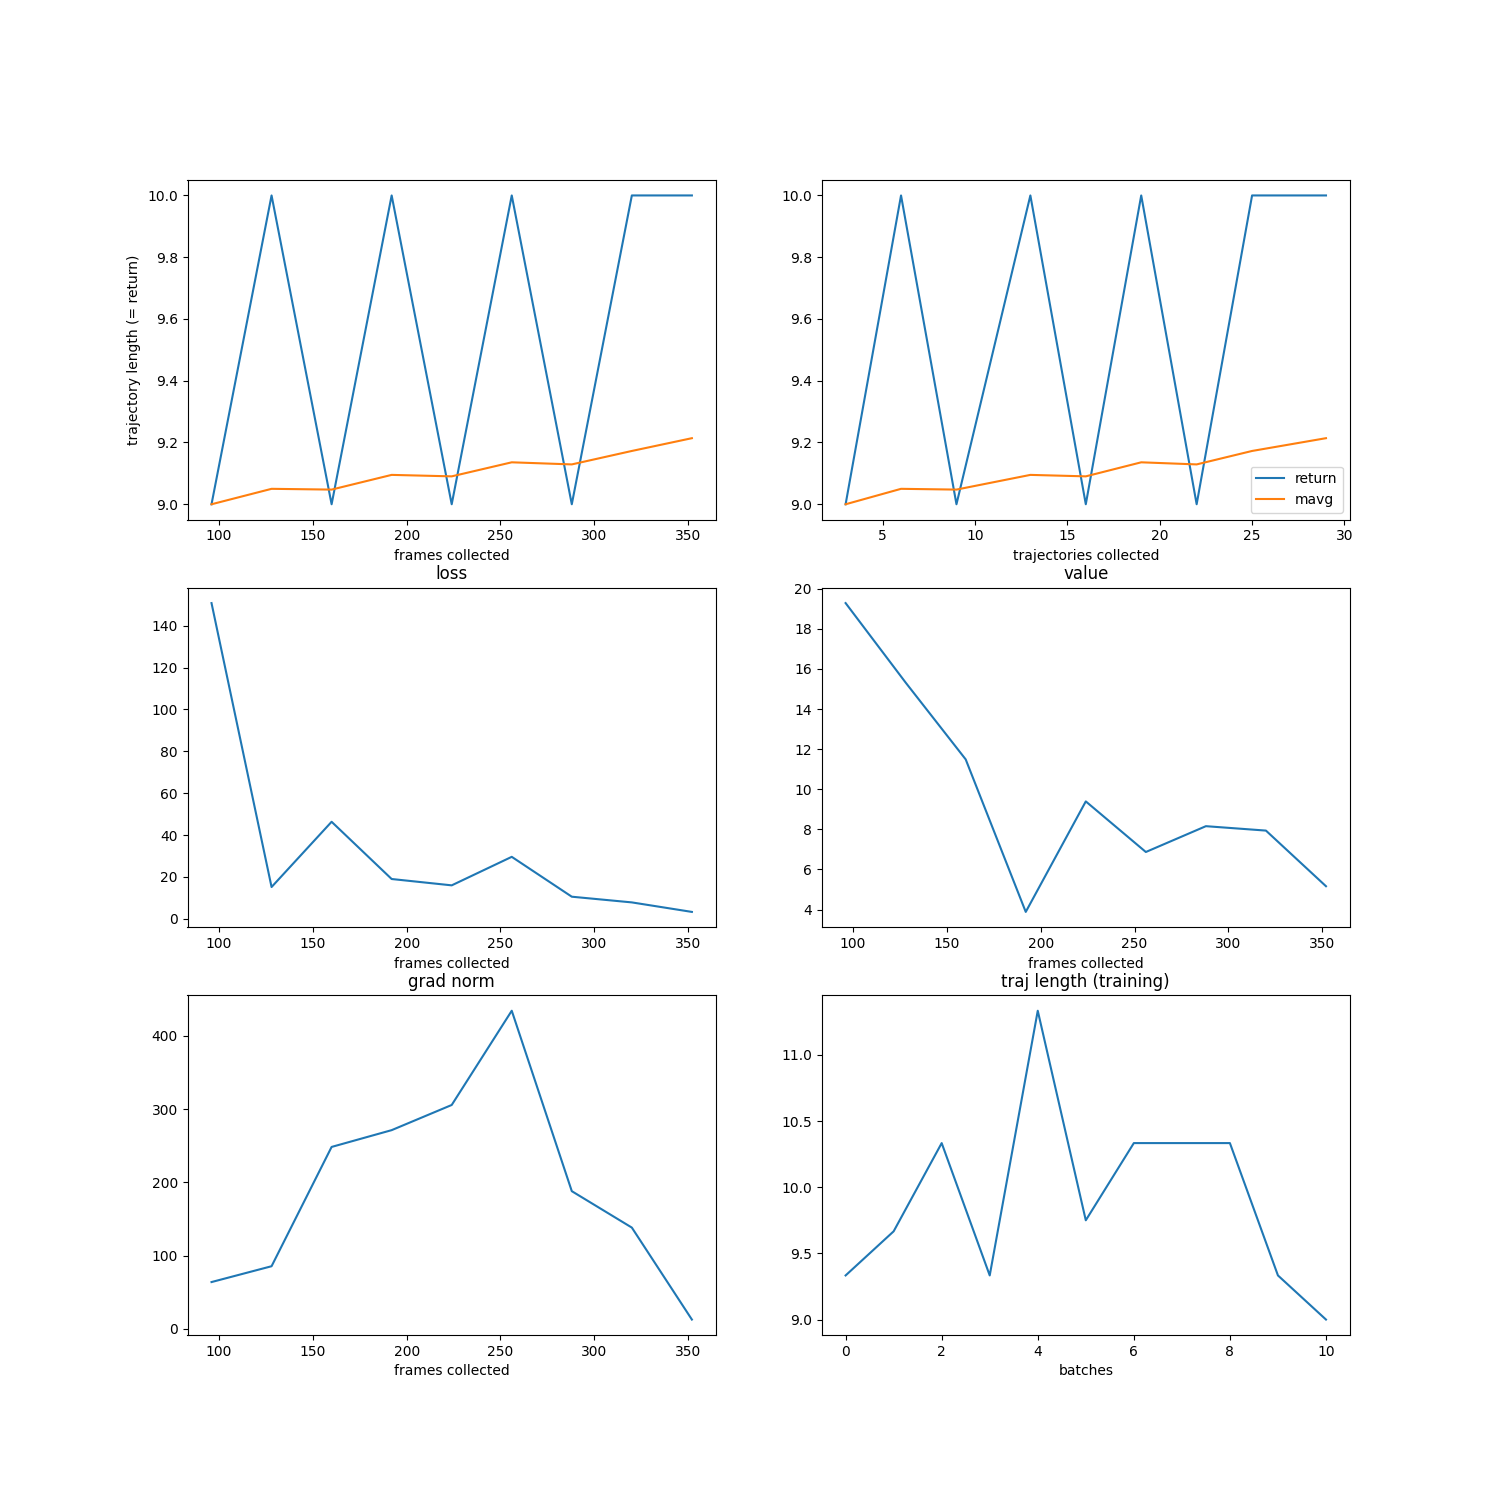 trajectory length (= return)
10.0
9.8
9.6
9.4
9.2
9.0
100 150 200 250 300 350
frames collected
10.0
9.8
9.6
9.4
9.2
9.0
return
mavg
5 10 15 20 25 30
trajectories collected
loss
140
120
100
80
60
40
20
0
100 150 200 250 300 350
frames collected
value
20
18
16
14
12
10
8
6
4
100 150 200 250 300 350
frames collected
grad norm
400
300
200
100
0
100 150 200 250 300 350
frames collected
traj length (training)
11.0
10.5
10.0
9.5
9.0
0 2 4 6 8 10
batches